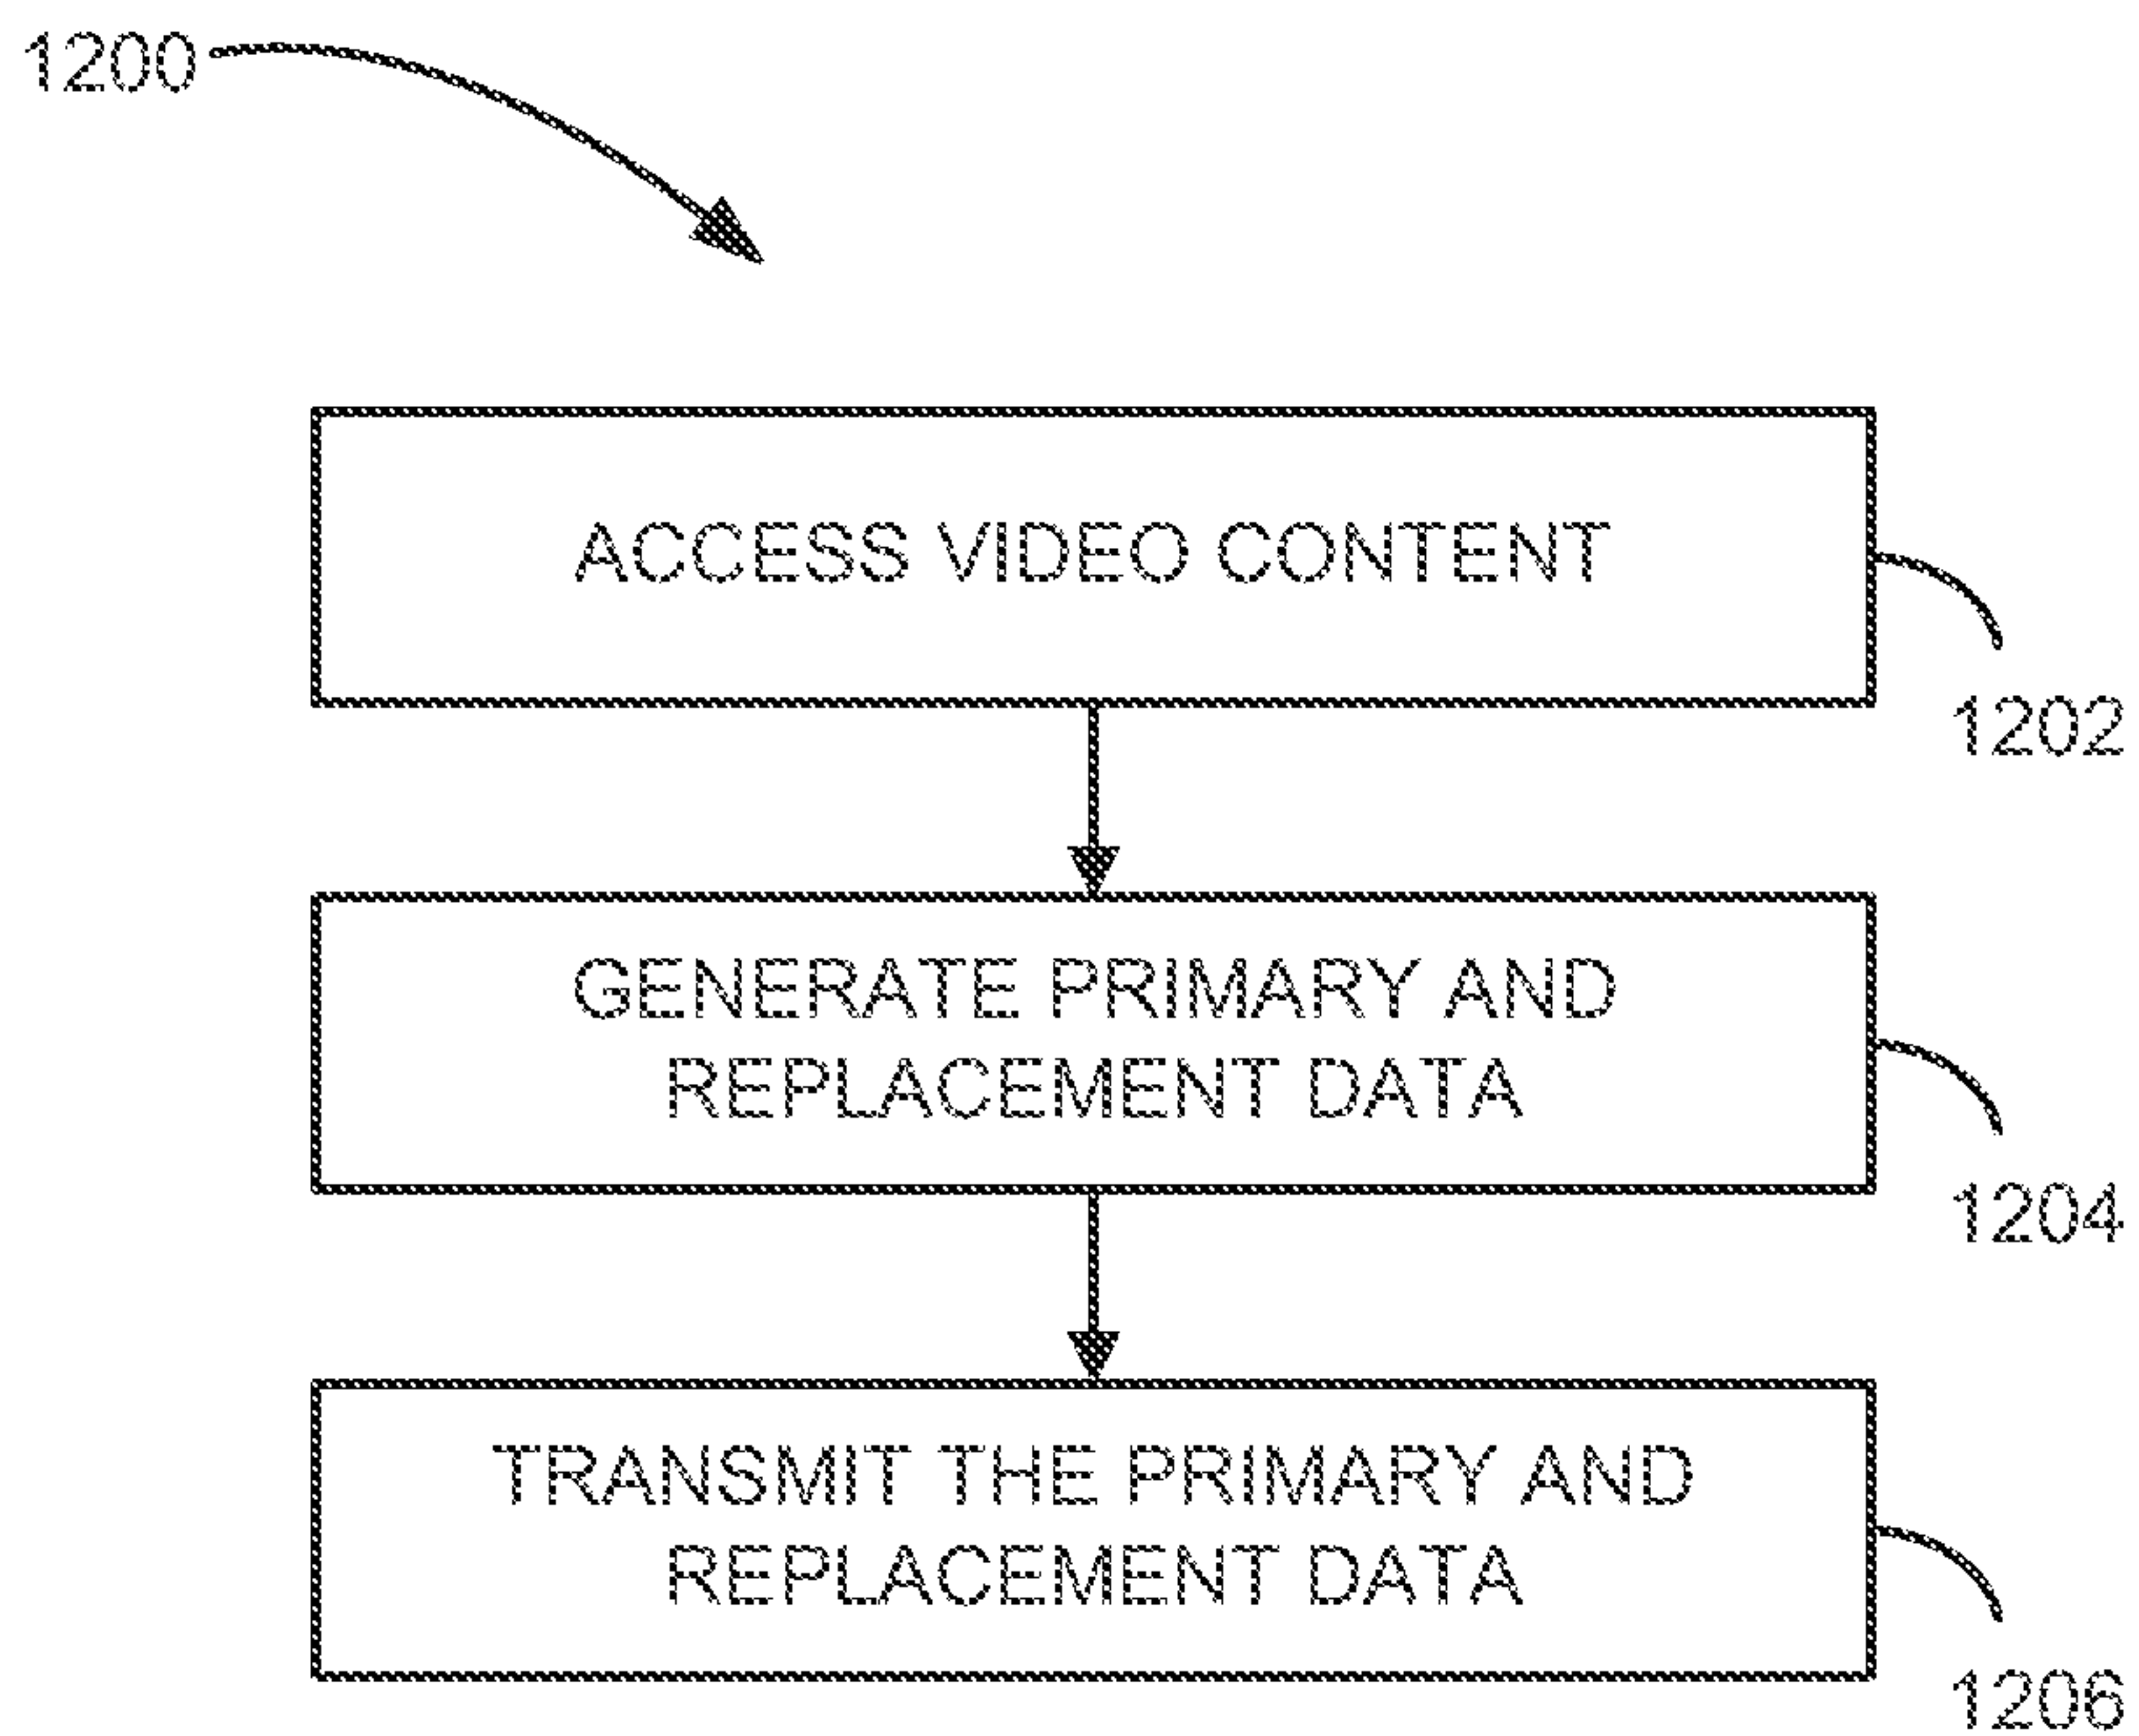 1200
ACCESS VIDEO CONTENT
1202
GENERATE PRIMARY AND
REPLACEMENT DATA
1204
TRANSMIT THE PRIMARY AND
REPLACEMENT DATA
1206